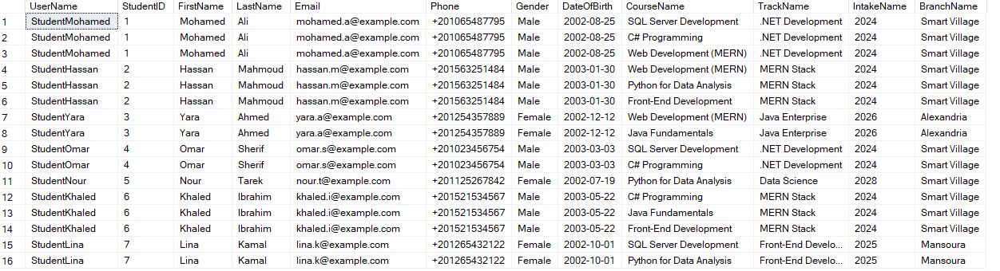 UserName StudentID FirstName LastName Email Phone Gender DateOfBirth CourseName TrackName IntakeName BranchName
1 StudentMohamed 1 Mohamed Ali mohamed.a@example.com +201065487795 Male 2002-08-25 SQL Server Development .NET Development 2024 Smart Village
2 StudentMohamed 1 Mohamed Ali mohamed.a@example.com +201065487795 Male 2002-08-25 C# Programming .NET Development 2024 Smart Village
3 StudentMohamed 1 Mohamed Ali mohamed.a@example.com +201065487795 Male 2002-08-25 Web Development (MERN) .NET Development 2024 Smart Village
4 StudentHassan 2 Hassan Mahmoud hassan.m@example.com +201563251484 Male 2003-01-30 Web Development (MERN) MERN Stack 2024 Smart Village
5 StudentHassan 2 Hassan Mahmoud hassan.m@example.com +201563251484 Male 2003-01-30 Python for Data Analysis MERN Stack 2024 Smart Village
6 StudentHassan 2 Hassan Mahmoud hassan.m@example.com +201563251484 Male 2003-01-30 Front-End Development MERN Stack 2024 Smart Village
7 StudentYara 3 Yara Ahmed yara.a@example.com +201254357889 Female 2002-12-12 Web Development (MERN) Java Enterprise 2026 Alexandria
8 StudentYara 3 Yara Ahmed yara.a@example.com +201254357889 Female 2002-12-12 Java Fundamentals Java Enterprise 2026 Alexandria
9 StudentOmar 4 Omar Sherif omar.s@example.com +201023456754 Male 2003-03-03 SQL Server Development .NET Development 2024 Smart Village
10 StudentOmar 4 Omar Sherif omar.s@example.com +201023456754 Male 2003-03-03 C# Programming .NET Development 2024 Smart Village
11 StudentNour 5 Nour Tarek nour.t@example.com +201125267842 Female 2002-07-19 Python for Data Analysis Data Science 2028 Smart Village
12 StudentKhaled 6 Khaled Ibrahim khaled.i@example.com +201521534567 Male 2003-05-22 C# Programming MERN Stack 2024 Smart Village
13 StudentKhaled 6 Khaled Ibrahim khaled.i@example.com +201521534567 Male 2003-05-22 Java Fundamentals MERN Stack 2024 Smart Village
14 StudentKhaled 6 Khaled Ibrahim khaled.i@example.com +201521534567 Male 2003-05-22 Front-End Development MERN Stack 2024 Smart Village
15 StudentLina 7 Lina Kamal lina.k@example.com +201265432122 Female 2002-10-01 SQL Server Development Front-End Develo... 2025 Mansoura
16 StudentLina 7 Lina Kamal lina.k@example.com +201265432122 Female 2002-10-01 Python for Data Analysis Front-End Develo... 2025 Mansoura